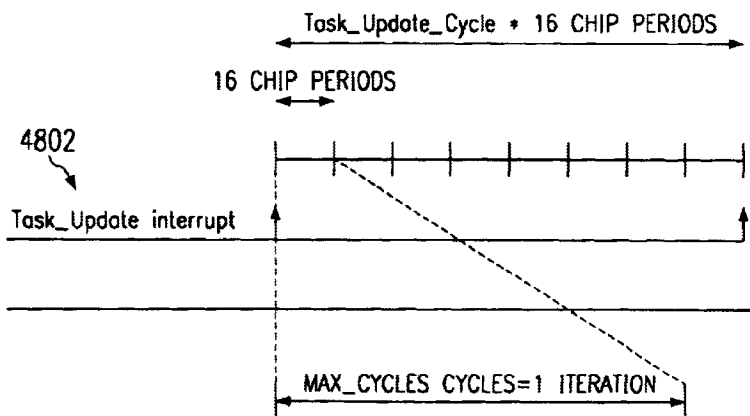 Task_Update_Cycle * 16 CHIP PERIODS
16 CHIP PERIODS
4802
Task_Update interrupt
MAX_CYCLES CYCLES=1 ITERATION